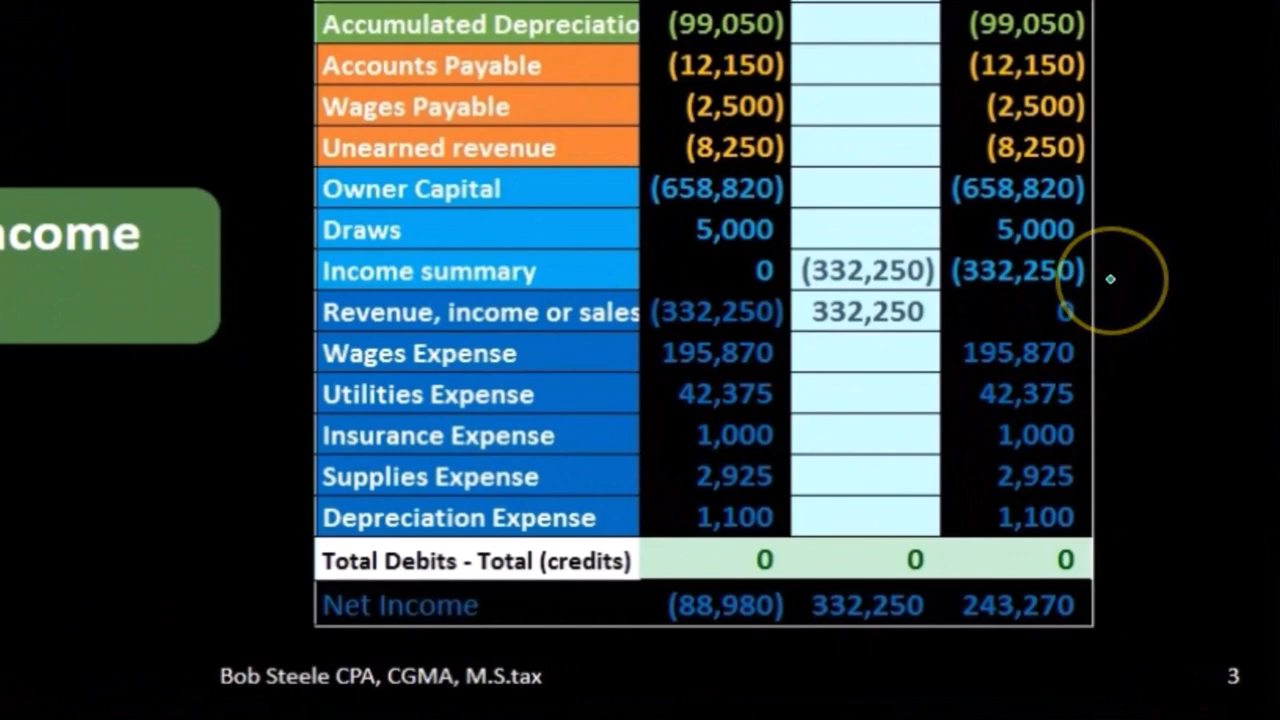 Accumulated Depreciatio (99,050) (99,050)
Accounts Payable (12,150) (12,150)
Wages Payable (2,500) (2,500)
Unearned revenue (8,250) (8,250)
ncome
Owner Capital (658,820) (658,820)
Draws 5,000 5,000
Income summary 0 (332,250) (332,250)
Revenue, income or sales (332,250) 332,250 0
Wages Expense 195,870 195,870
Utilities Expense 42,375 42,375
Insurance Expense 1,000 1,000
Supplies Expense 2,925 2,925
Depreciation Expense 1,100 1,100
Total Debits - Total (credits) 0 0 0
Net Income (88,980) 332,250 243,270
Bob Steele CPA, CGMA, M.S.tax 3